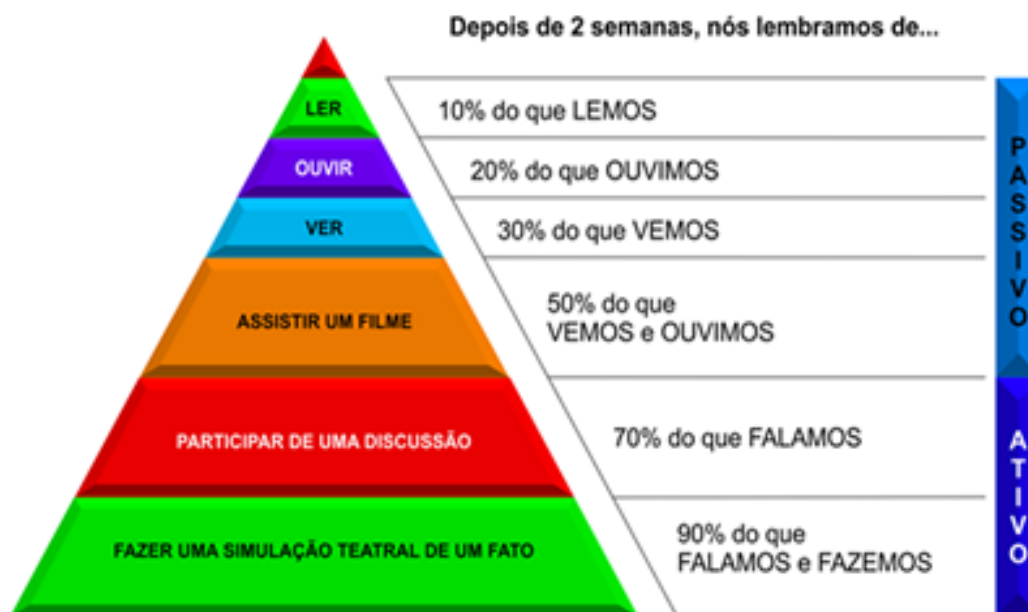 Depois de 2 semanas, nós lembramos de...
LER
10% do que LEMOS
OUVIR
20% do que OUVIMOS
VER
30% do que VEMOS
ASSISTIR UM FILME
50% do que
VEMOS e OUVIMOS
PARTICIPAR DE UMA DISCUSSÃO
70% do que FALAMOS
FAZER UMA SIMULAÇÃO TEATRAL DE UM FATO
90% do que
FALAMOS e FAZEMOS
PASSIVO
ATIVO